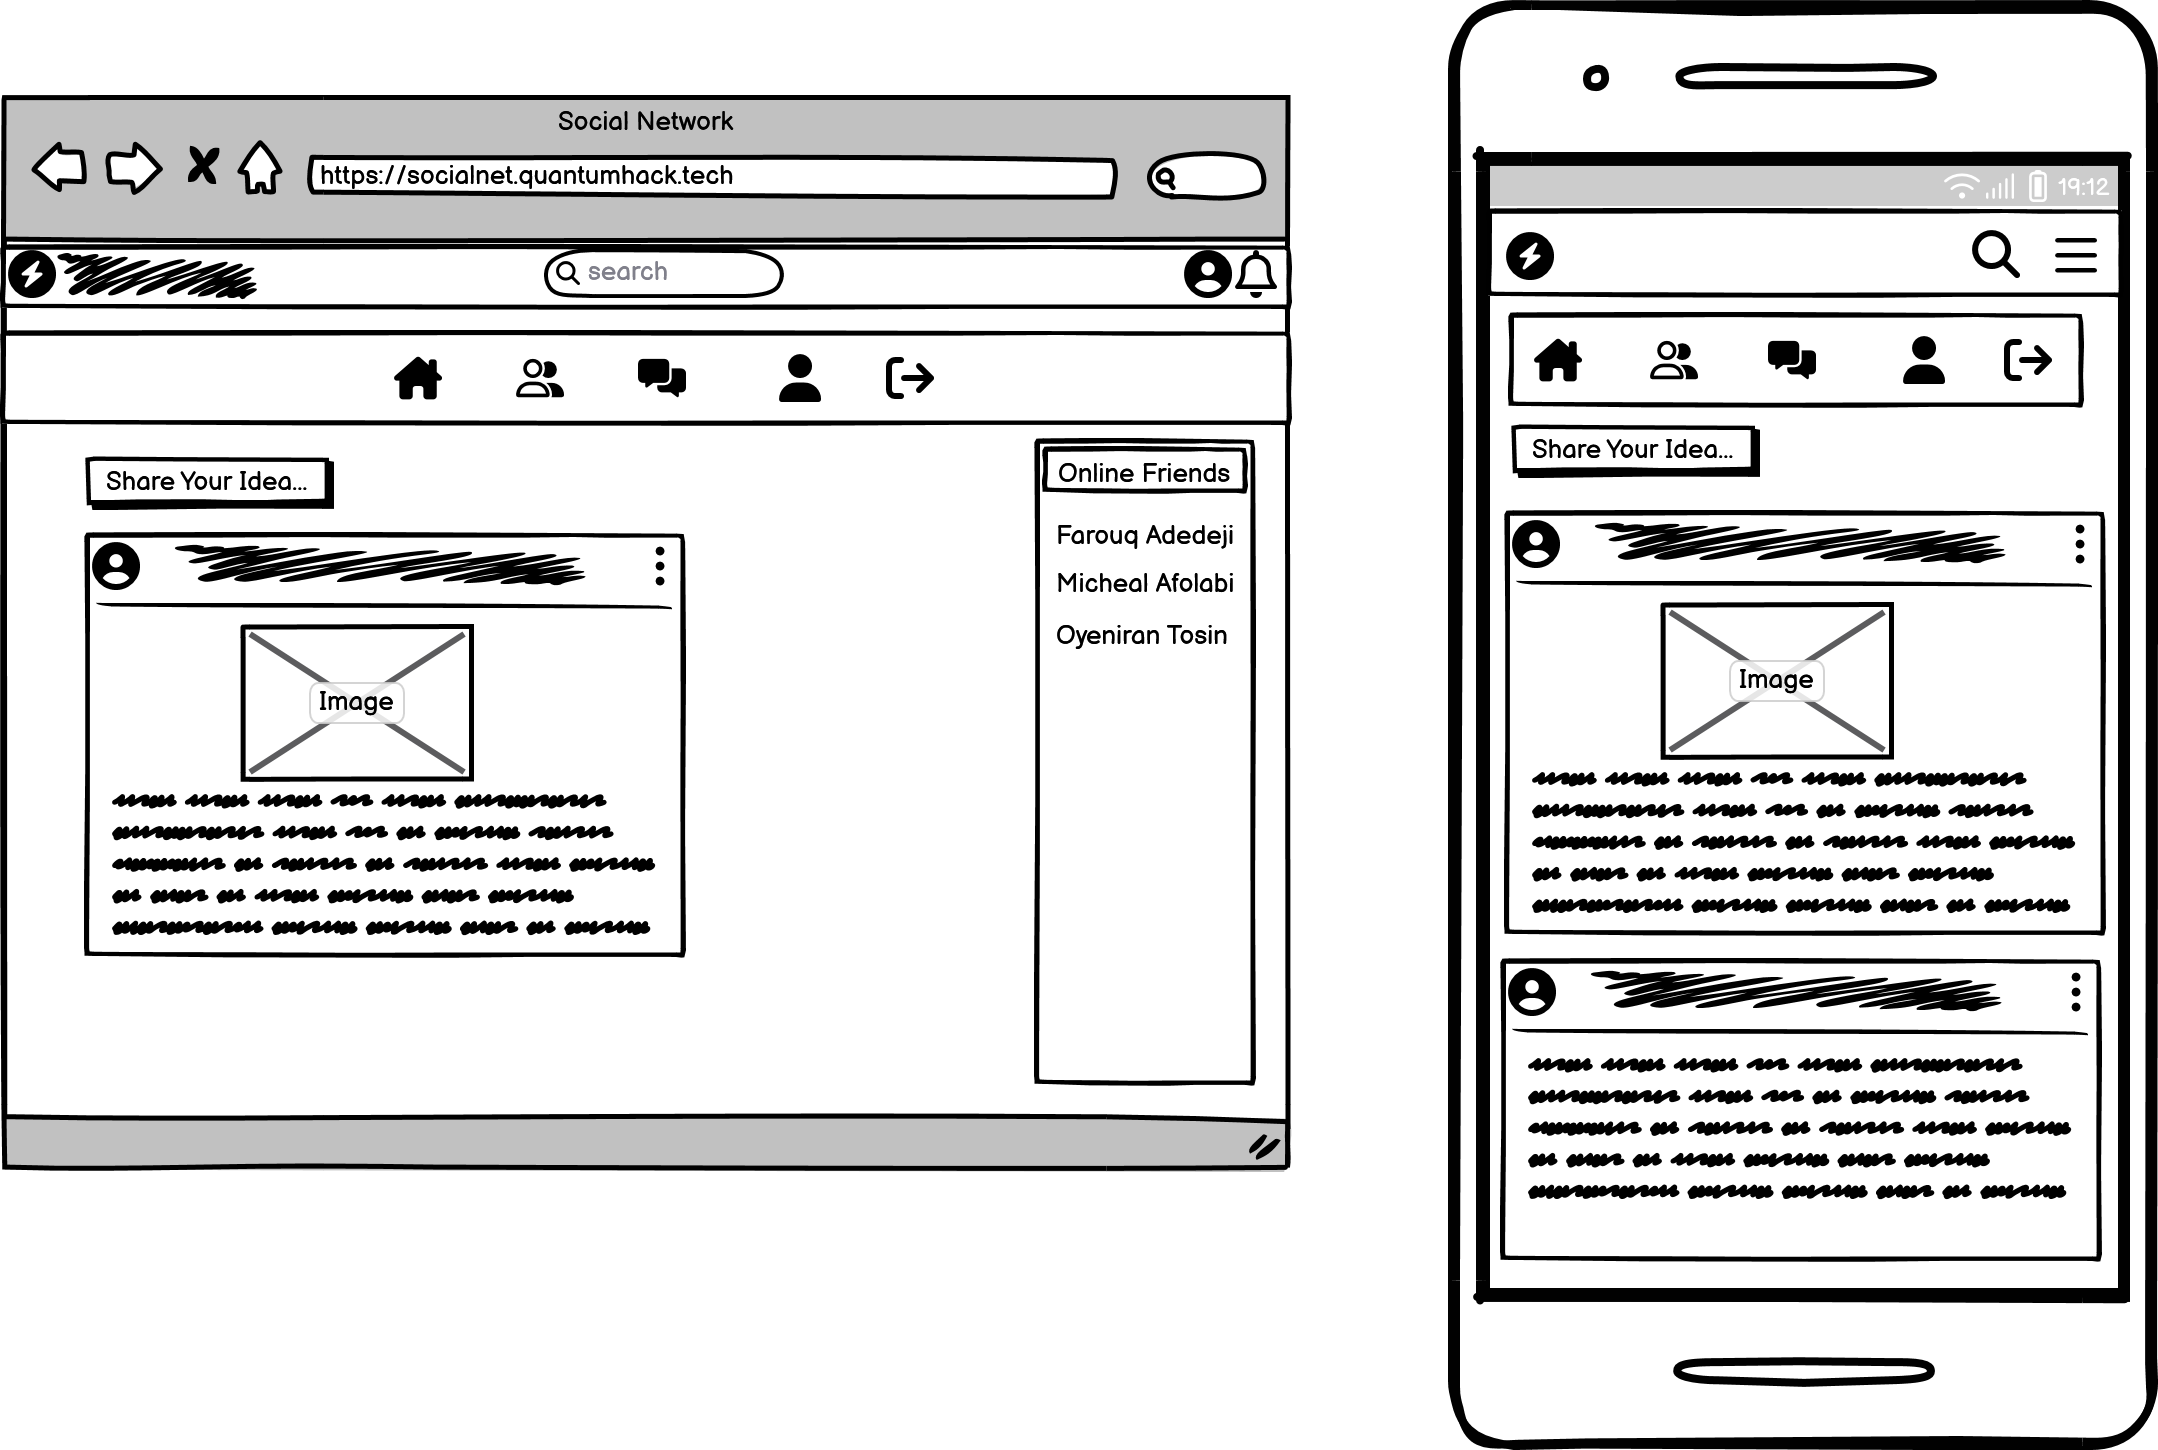 Social Network
https://socialnet.quantumhack.tech
search
Share Your Idea...
Image
Online Friends
Farouq Adedeji
Micheal Afolabi
Oyeniran Tosin
19:12
Share Your Idea...
Image